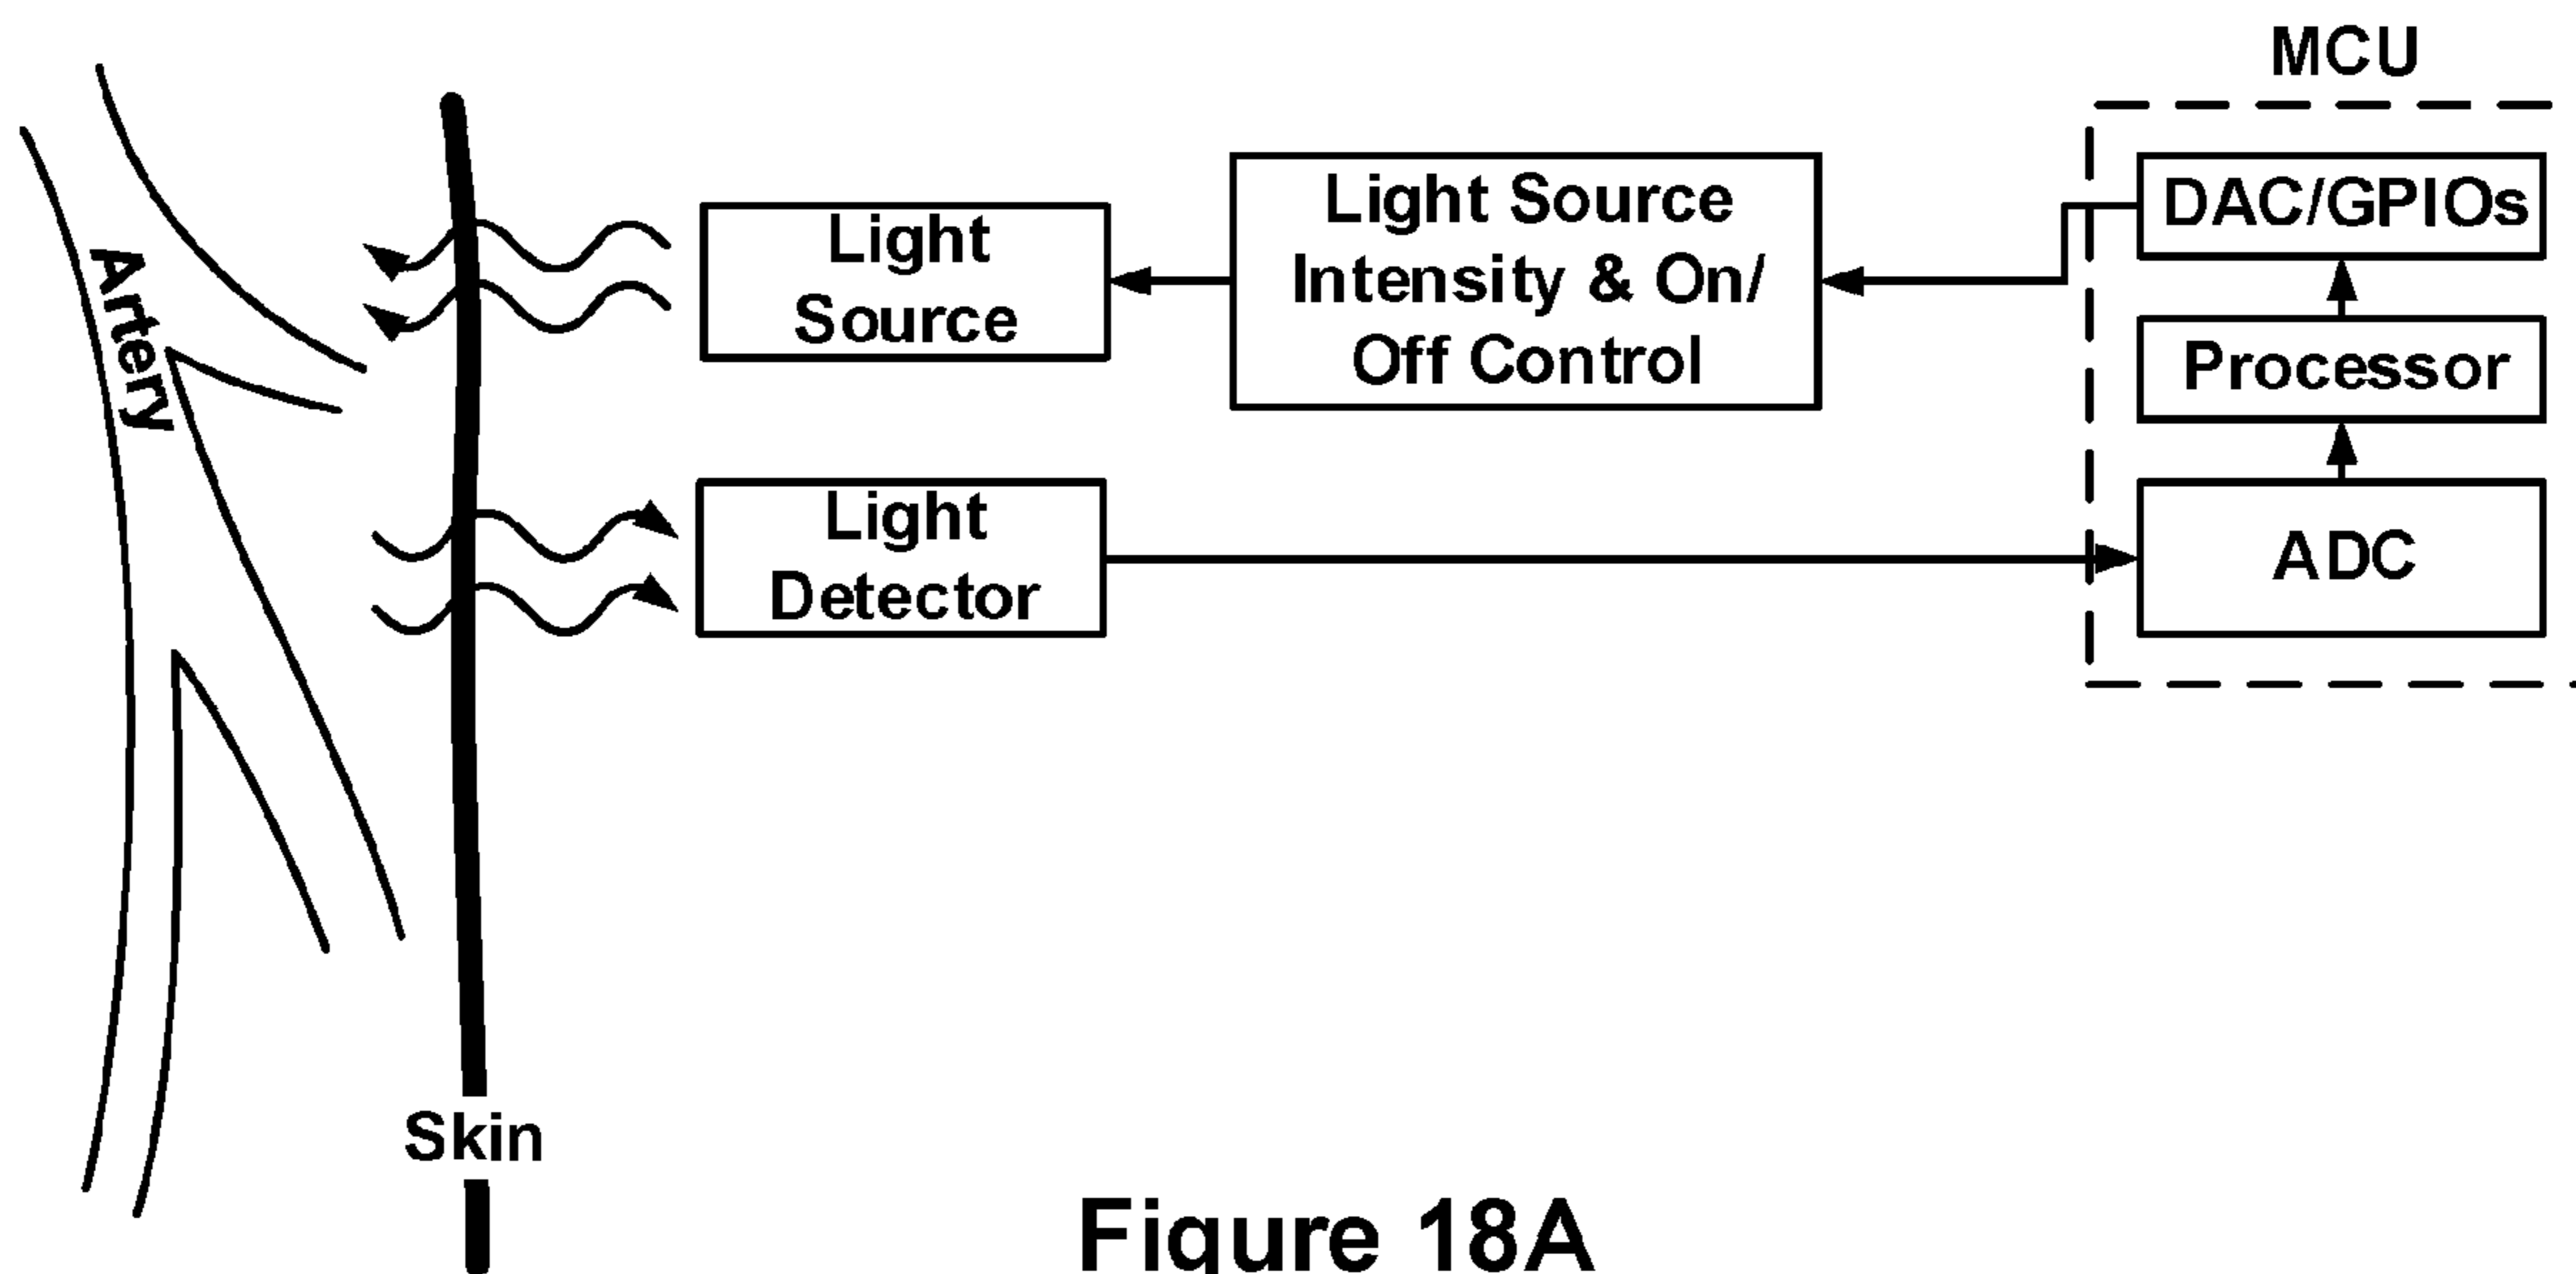 MCU
Artery
Light
Source
Light Source
Intensity & On/
Off Control
DAC/GPIOs
Processor
Light
Detector
ADC
Skin
Figure 18A